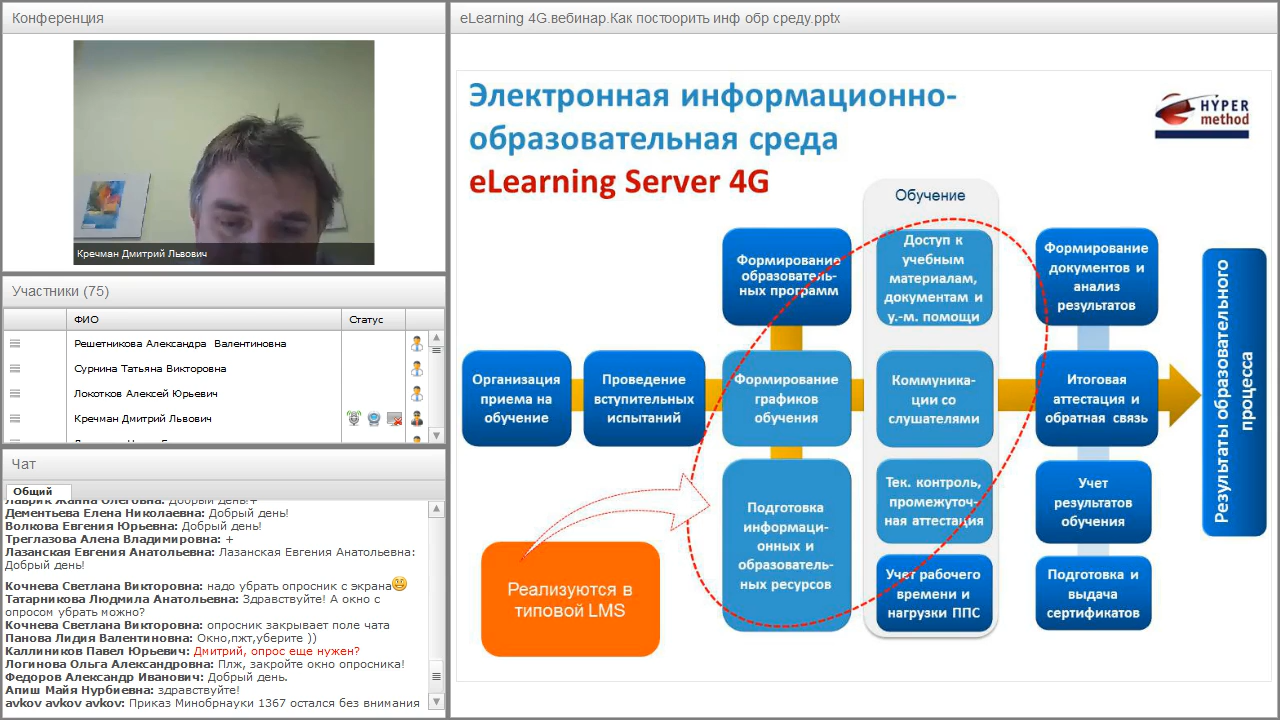 Конференция
Кречман Дмитрий Львович
Участники (75)
ФИО
Статус
Решетникова Александра Валентиновна
Сурнина Татьяна Викторовна
Локотков Алексей Юрьевич
Кречман Дмитрий Львович
Чат
Общий
Лаврик Жанна Олеговна: Добрый день!+
Дементьева Елена Николаевна: Добрый день!
Волкова Евгения Юрьевна: Добрый день!
Треглазова Алена Владимировна: +
Лазанская Евгения Анатольевна: Лазанская Евгения Анатольевна:
Добрый день!
Кочнева Светлана Викторовна: надо убрать опросник с экрана
Татарникова Людмила Анатольевна: Здравствуйте! А окно с
опросом убрать можно?
Кочнева Светлана Викторовна: опросник закрывает поле чата
Панова Лидия Валентиновна: Окно,пжт,уберите ))
Каллиников Павел Юрьевич: Дмитрий, опрос еще нужен?
Логинова Ольга Александровна: Плж, закройте окно опросника!
Федоров Александр Иванович: Добрый день.
Апиш Майя Нурбиевна: здравствуйте!
avkov avkov avkov: Приказ Минобрнауки 1367 остался без внимания
eLearning 4G.вебинар.Как постоорить инф обр среду.pptx
Электронная информационно-
образовательная среда
eLearning Server 4G
HYPER
method
Обучение
Формирование
образователь-
ных программ
Доступ к
учебным
материалам,
документам и
у.-м. помощи
Формирование
документов и
анализ
результатов
Организация
приема на
обучение
Проведение
вступительных
испытаний
Формирование
графиков
обучения
Коммуника-
ции со
слушателями
Итоговая
аттестация и
обратная связь
Результаты образовательного
процесса
Подготовка
информаци-
онных и
образователь-
ных ресурсов
Тек. контроль,
промежуточ-
ная аттестация
Учет
результатов
обучения
Реализуются в
типовой LMS
Учет рабочего
времени и
нагрузки ППС
Подготовка и
выдача
сертификатов